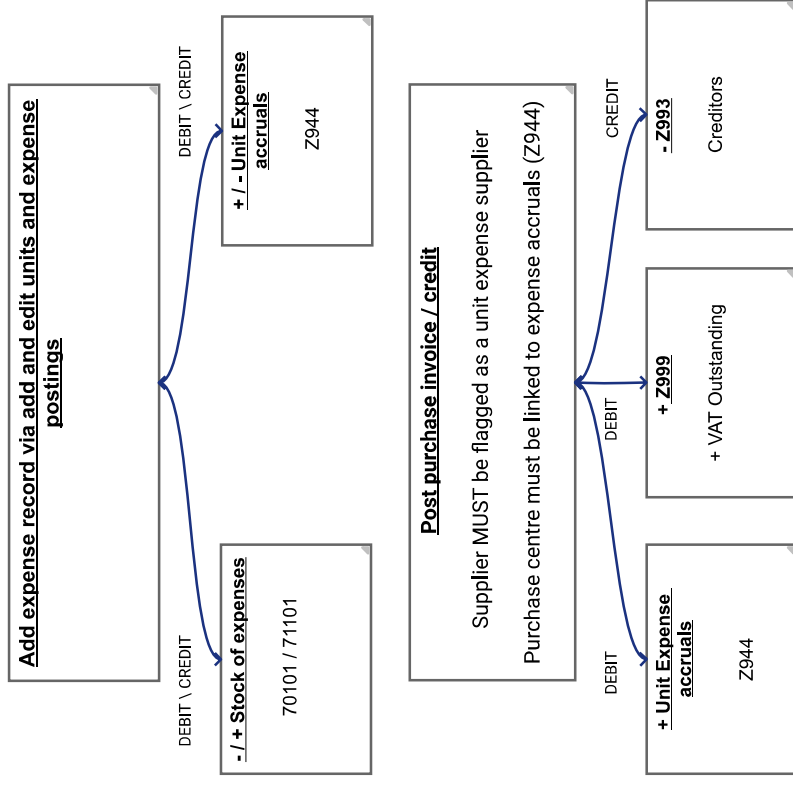 Add expense record via add and edit units and expense
postings
DEBIT \ CREDIT
DEBIT \ CREDIT
- / + Stock of expenses
70101 / 71101
+ / - Unit Expense
accruals
Z944
Post purchase invoice / credit
Supplier MUST be flagged as a unit expense supplier
Purchase centre must be linked to expense accruals (Z944)
DEBIT
DEBIT
CREDIT
+ Unit Expense
accruals
Z944
+ Z999
+ VAT Outstanding
- Z993
Creditors